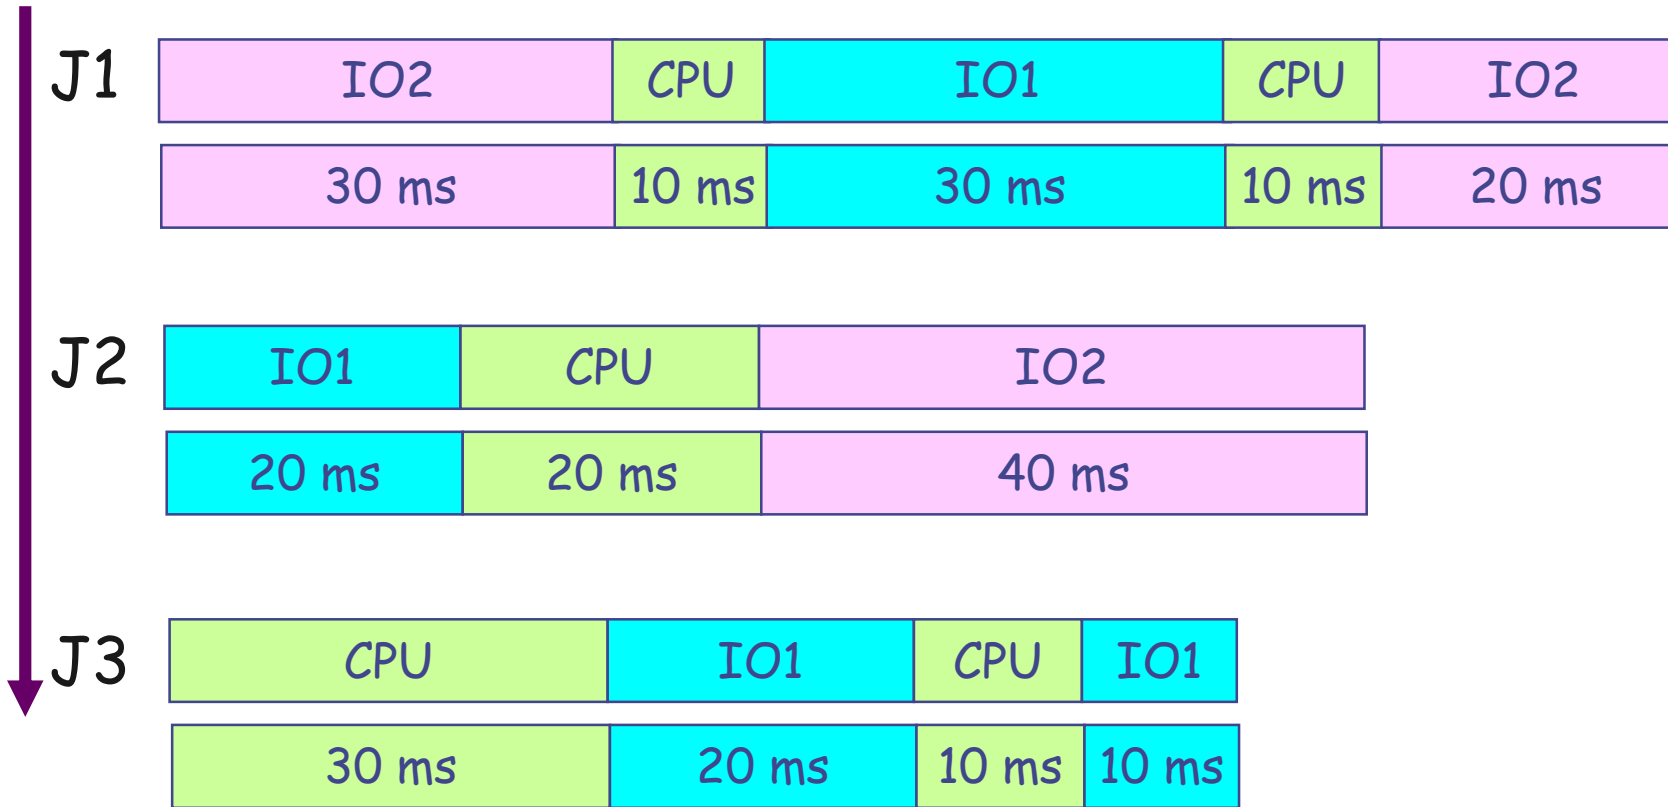 J1 IO2 CPU IO1 CPU IO2
30 ms 10 ms 30 ms 10 ms 20 ms
J2 IO1 CPU IO2
20 ms 20 ms 40 ms
J3 CPU IO1 CPU IO1
30 ms 20 ms 10 ms 10 ms